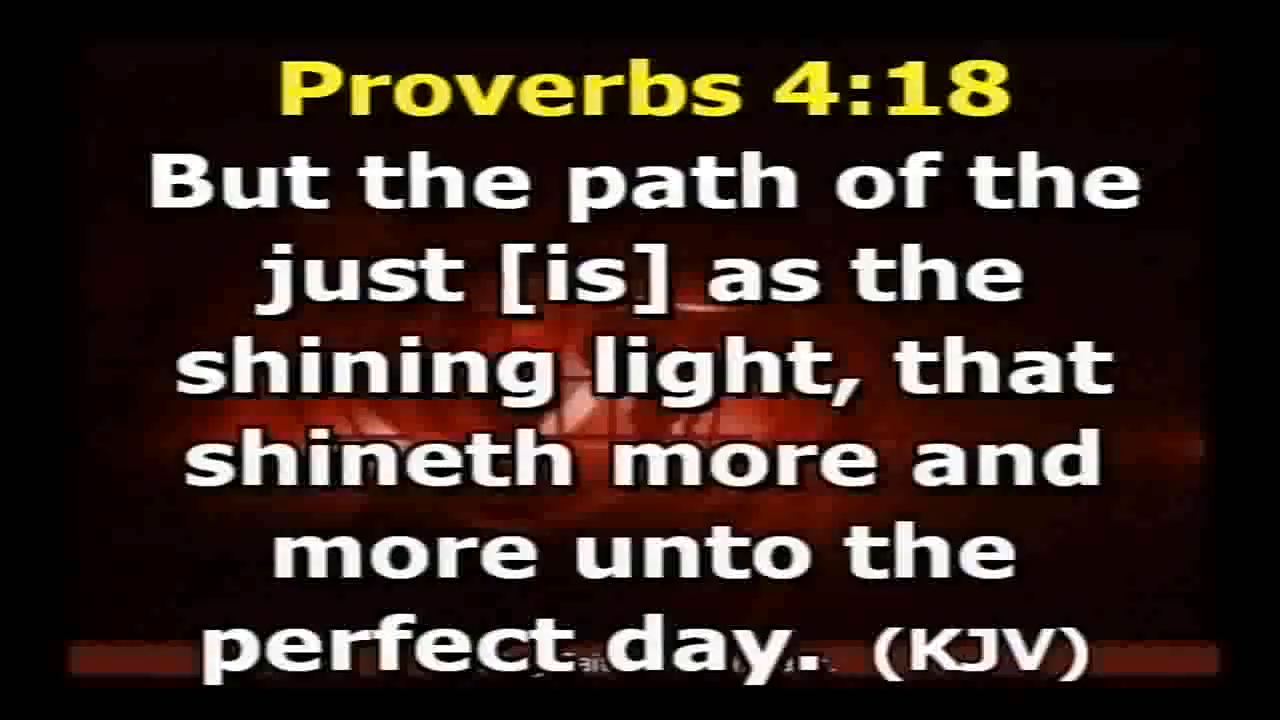 Proverbs 4:18
But the path of the
just [is] as the
shining light, that
shineth more and
more unto the
perfect day. (KJV)